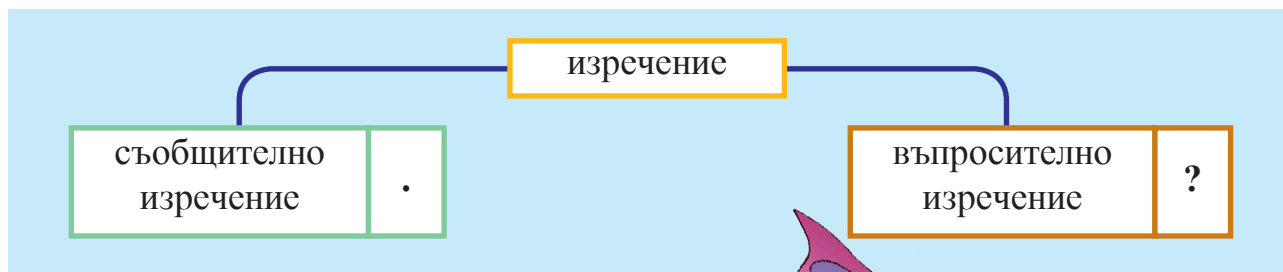 изречение
съобщително
изречение
.
въпросително
изречение
?